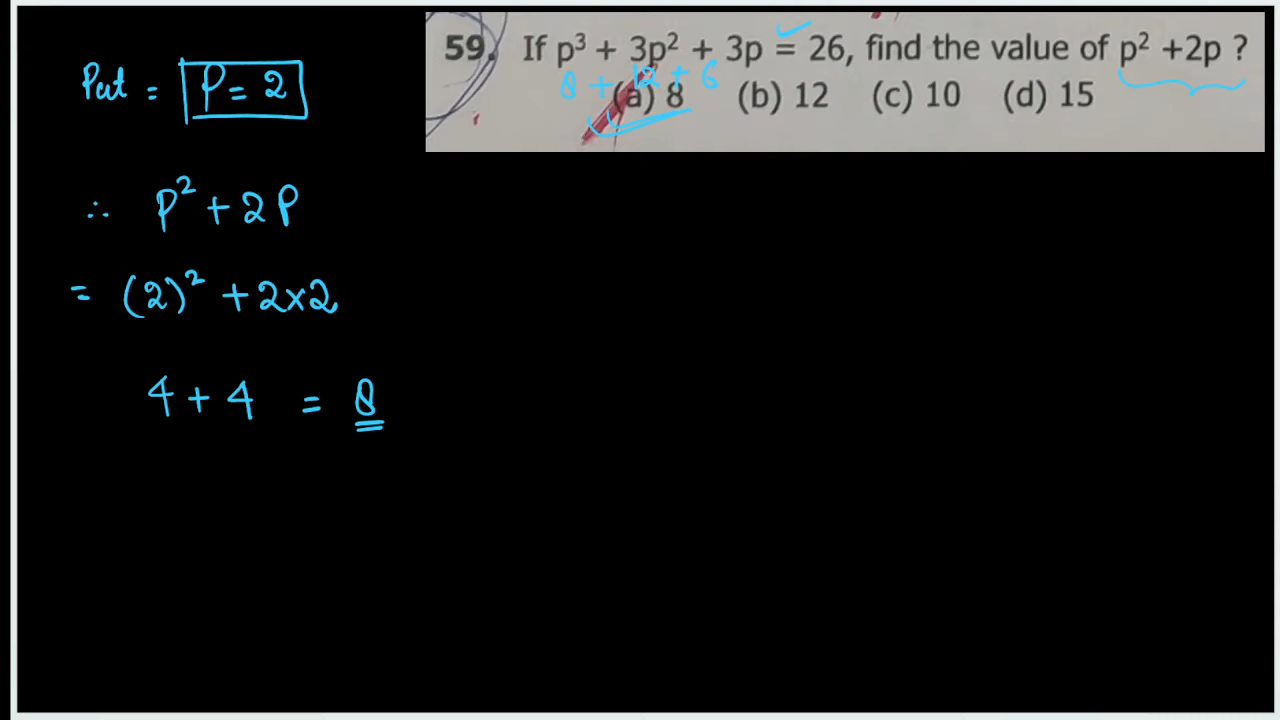 59. If p³ + 3p² + 3p = 26, find the value of p² +2p ?
8 + 12 + 6
(a) 8 (b) 12 (c) 10 (d) 15
Put = P = 2
∴ P² + 2P
= (2)² + 2×2
4 + 4 = 8